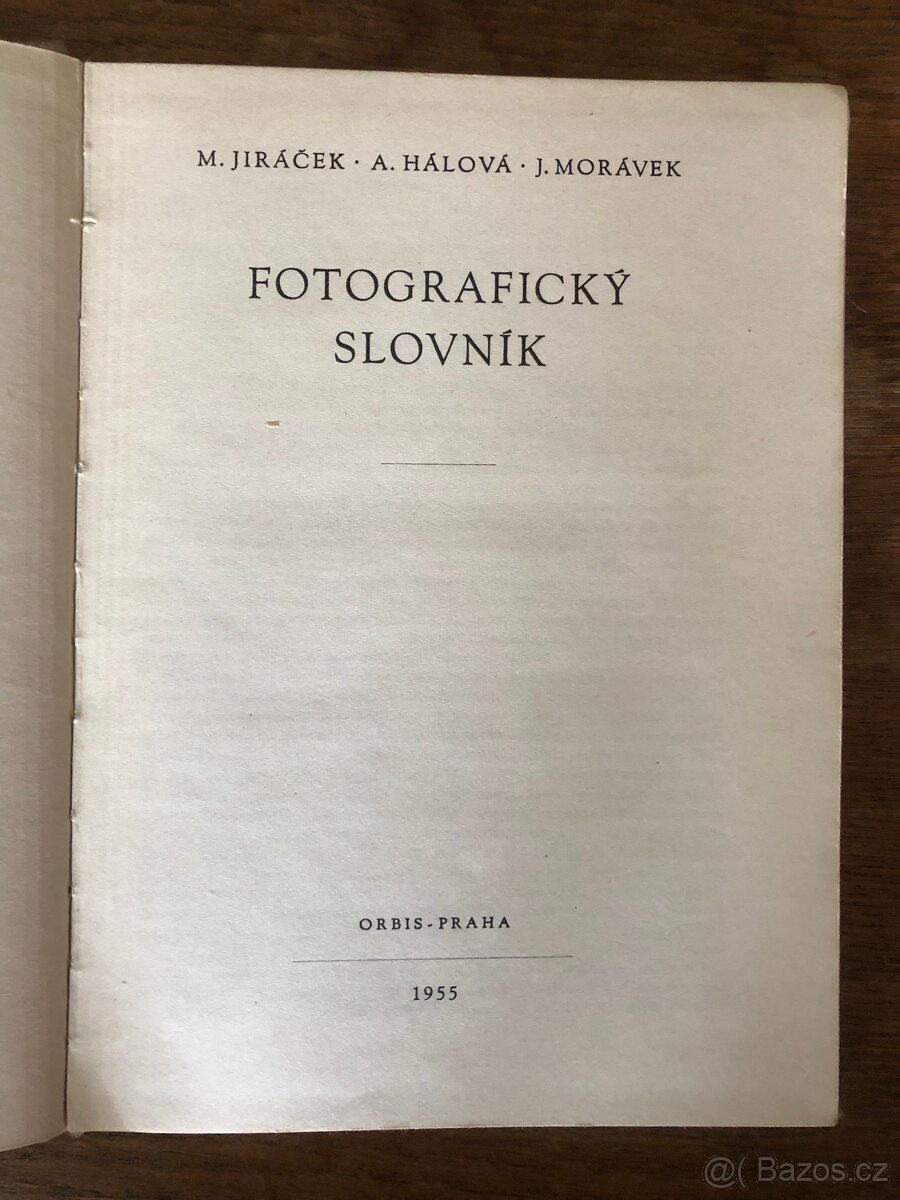 M. JIRÁČEK · A. HÁLOVÁ · J. MORÁVEK
FOTOGRAFICKÝ
SLOVNÍK
ORBIS-PRAHA
1955
@( Bazos.cz